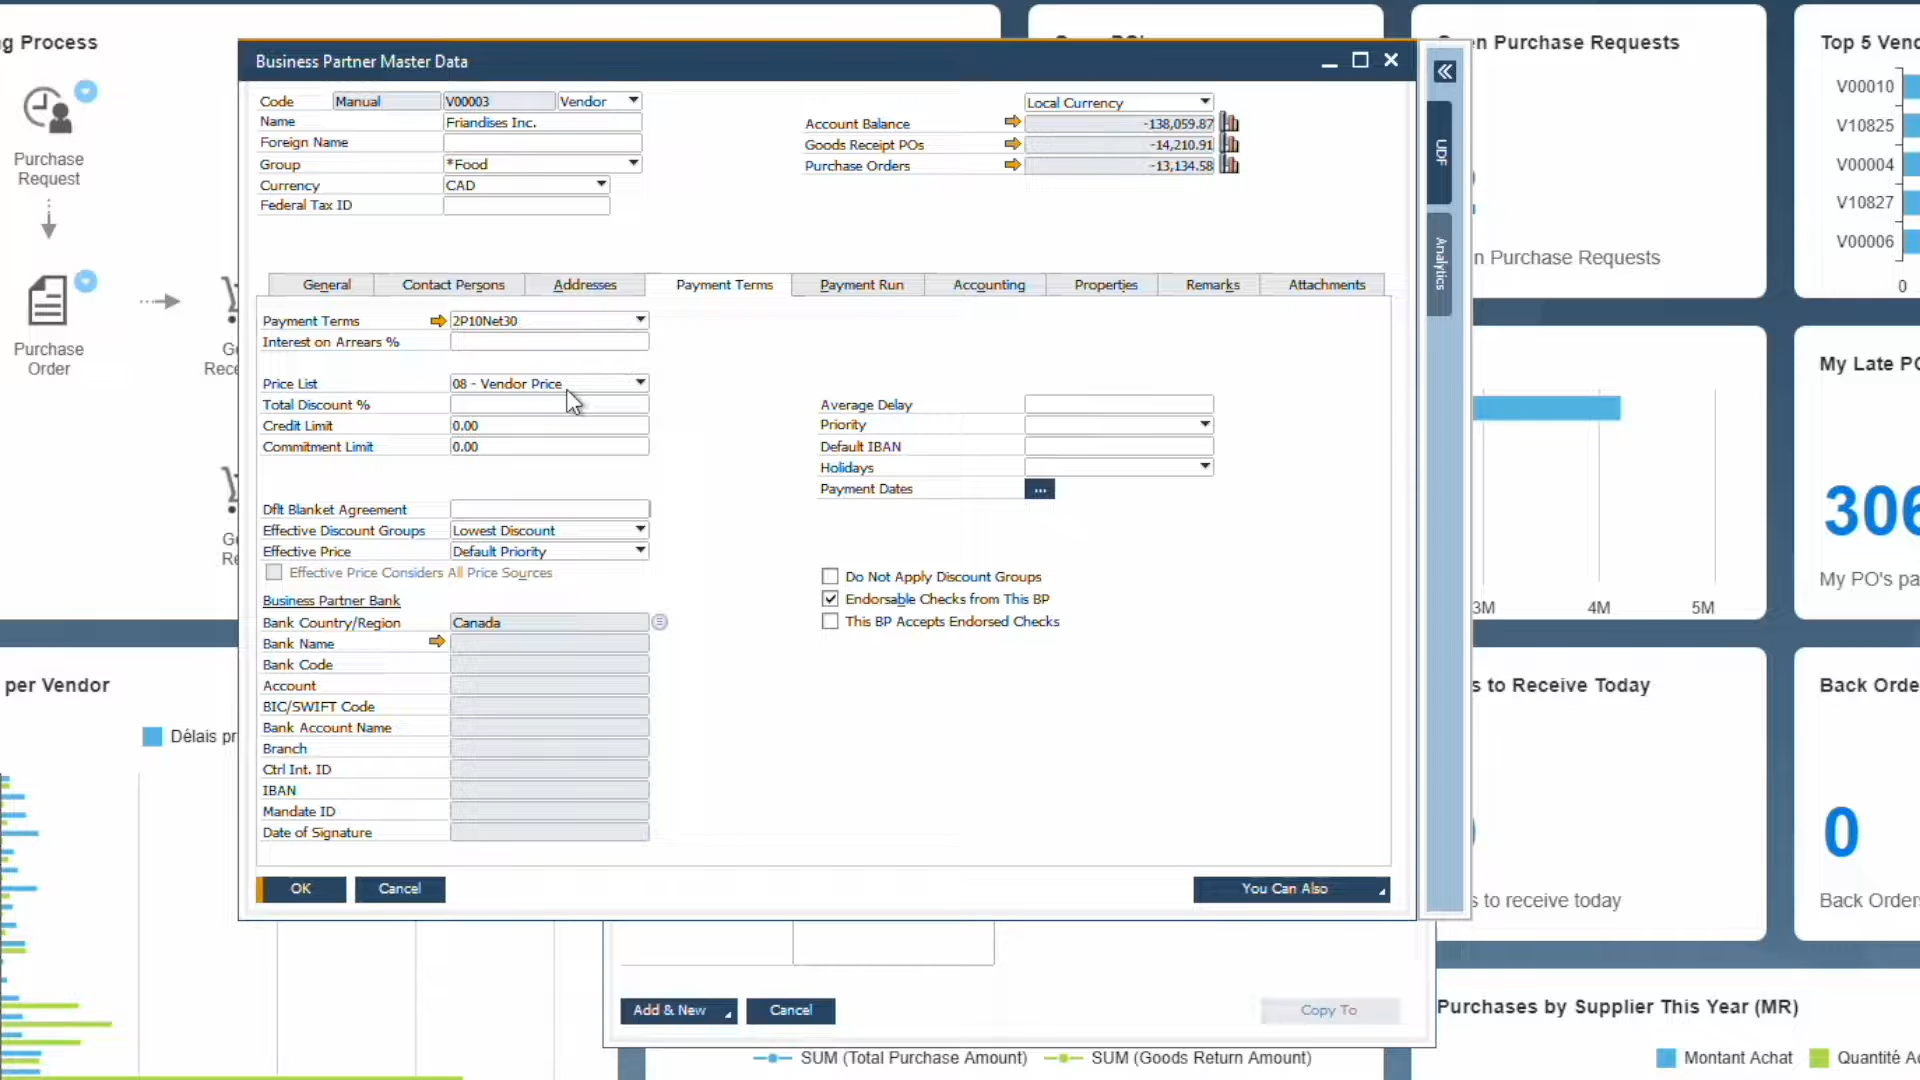 g Process
Purchase
Request
Purchase
Order
per Vendor
Délais pr
Business Partner Master Data
Code Manual V00003 Vendor
Name Friandises Inc.
Foreign Name
Group *Food
Currency CAD
Federal Tax ID
Local Currency
Account Balance -138,059.87
Goods Receipt POs -14,210.91
Purchase Orders -13,134.58
General Contact Persons Addresses Payment Terms Payment Run Accounting Properties Remarks Attachments
Payment Terms 2P10Net30
Interest on Arrears %
Price List 08 - Vendor Price
Total Discount %
Credit Limit 0.00
Commitment Limit 0.00
Average Delay
Priority
Default IBAN
Holidays
Payment Dates ...
Dflt Blanket Agreement
Effective Discount Groups Lowest Discount
Effective Price Default Priority
Effective Price Considers All Price Sources
Do Not Apply Discount Groups
Endorsable Checks from This BP
This BP Accepts Endorsed Checks
Business Partner Bank
Bank Country/Region Canada
Bank Name
Bank Code
Account
BIC/SWIFT Code
Bank Account Name
Branch
Ctrl Int. ID
IBAN
Mandate ID
Date of Signature
OK Cancel You Can Also
UDF
Analytics
Add & New Cancel Copy To
SUM (Total Purchase Amount) SUM (Goods Return Amount)
n Purchase Requests
n Purchase Requests
Top 5 Vend
V00010
V10825
V00004
V10827
V00006
0
3M 4M 5M
My Late PO
306
My PO's pa
s to Receive Today
s to receive today
Back Orde
0
Back Orders
Purchases by Supplier This Year (MR)
Montant Achat Quantité A